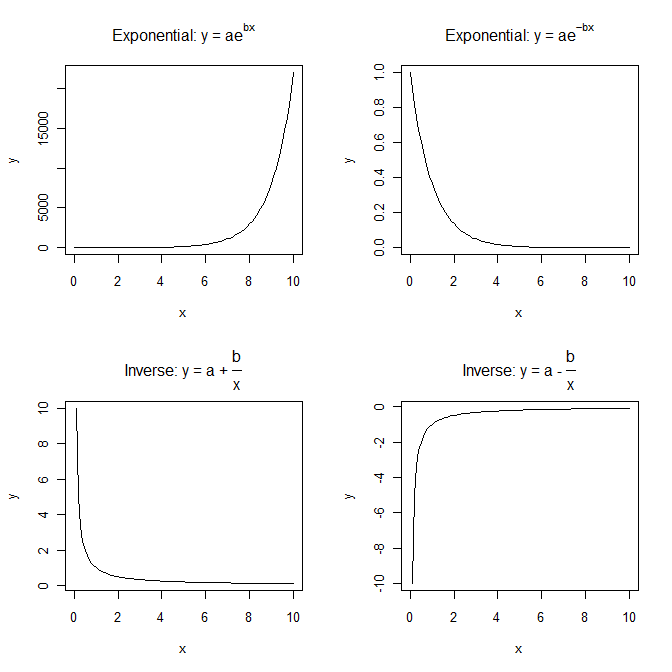 Exponential: y = ae^bx
y
15000
5000
0
0 2 4 6 8 10
x
Exponential: y = ae^−bx
y
1.0
0.8
0.6
0.4
0.2
0.0
0 2 4 6 8 10
x
Inverse: y = a + b/x
y
10
8
6
4
2
0
0 2 4 6 8 10
x
Inverse: y = a - b/x
y
0
-2
-4
-6
-8
-10
0 2 4 6 8 10
x